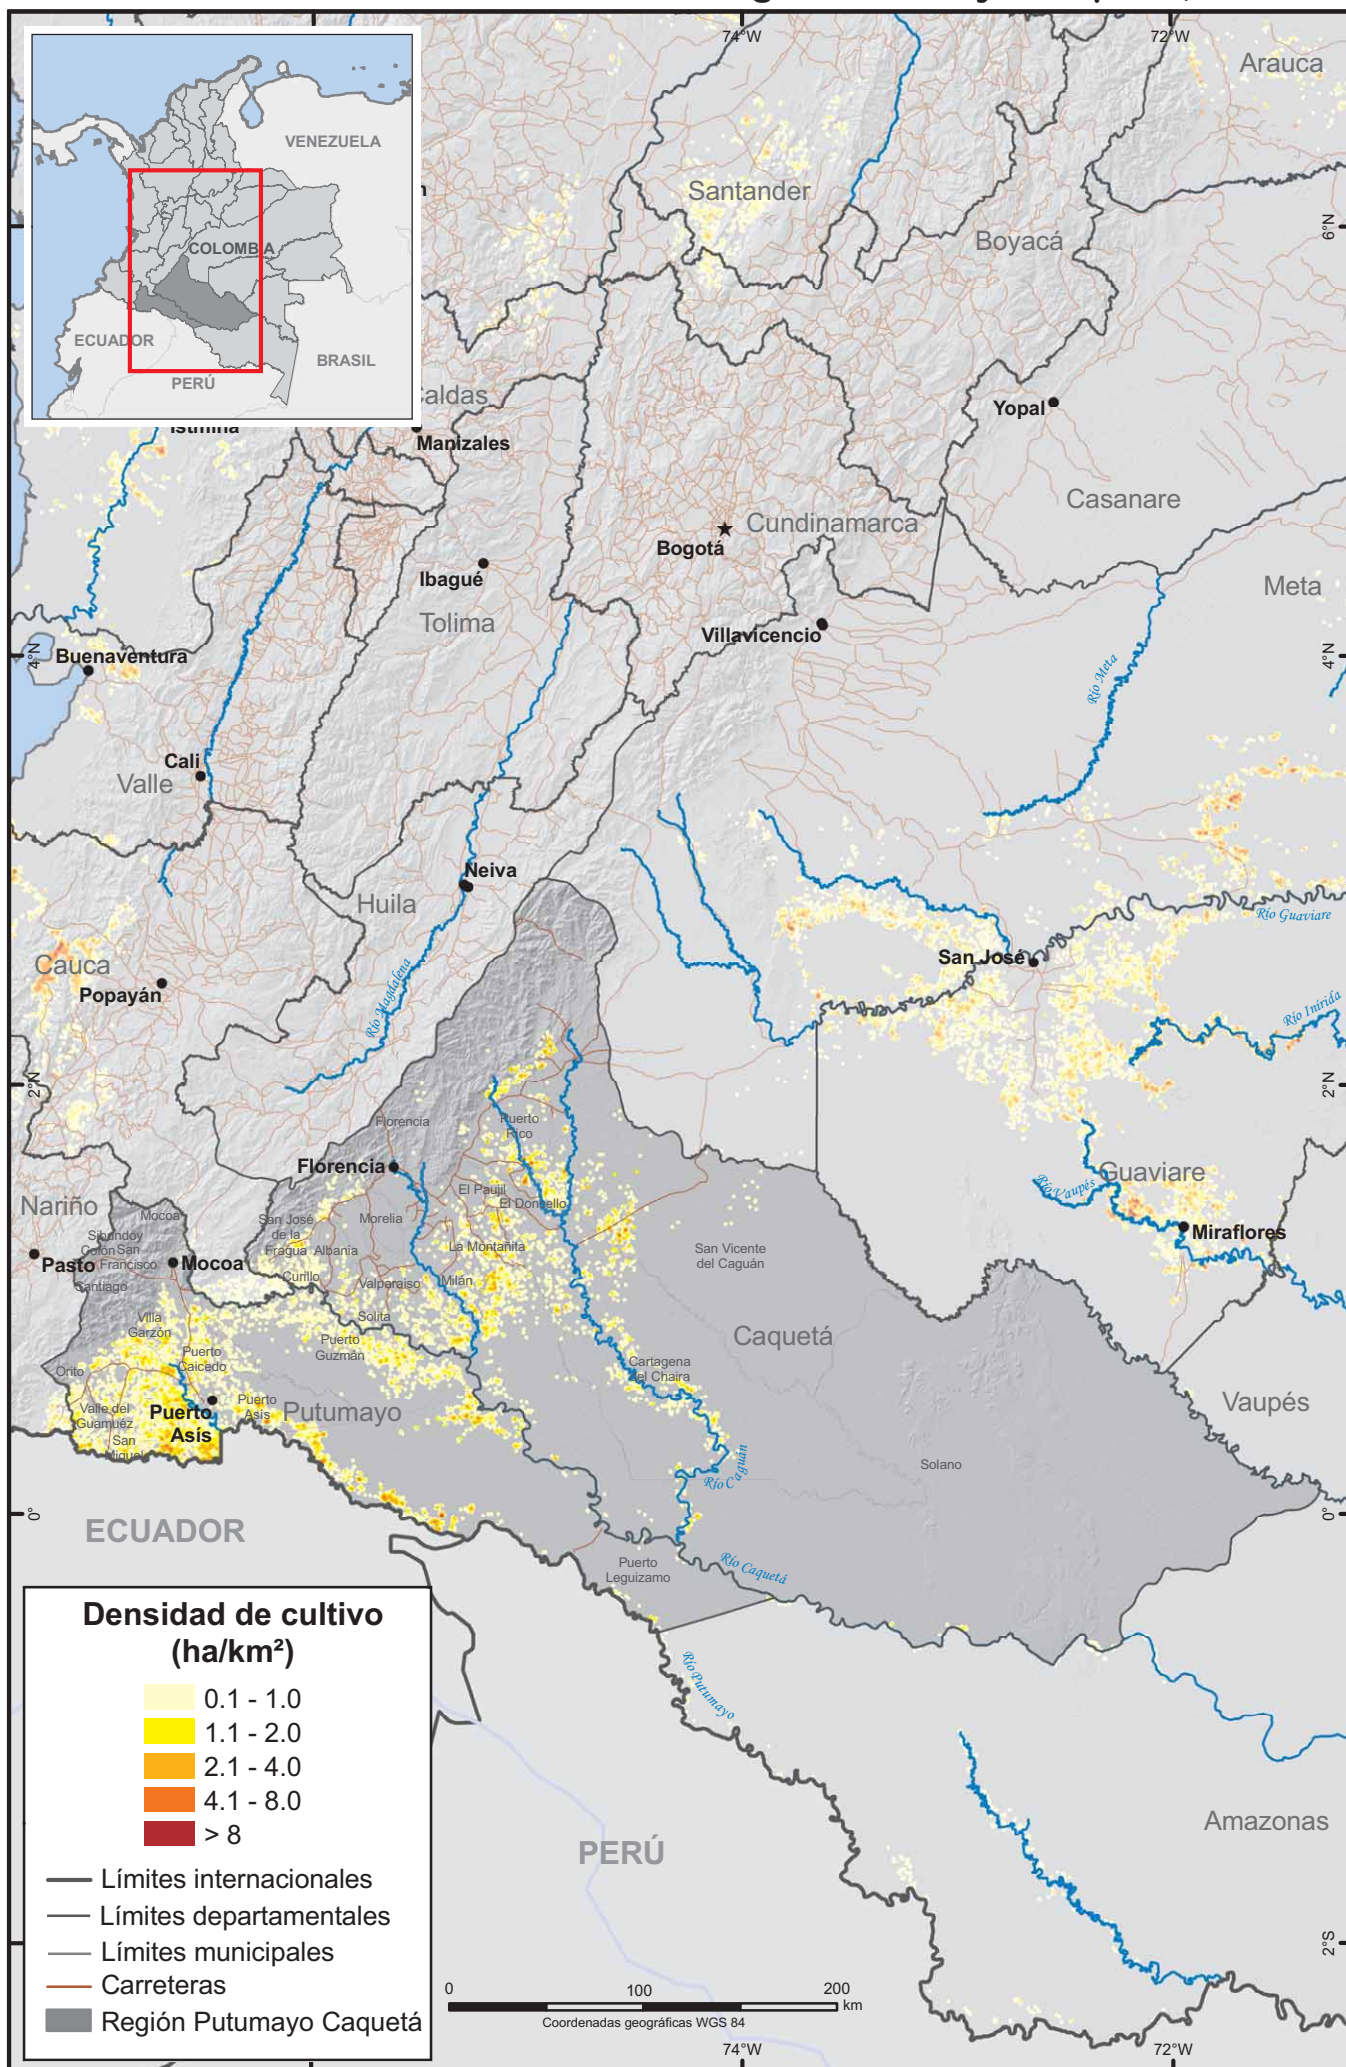 74°W
72°W
Arauca
VENEZUELA
COLOMBIA
ECUADOR
BRASIL
PERÚ
Santander
6°N
Boyacá
Caldas
Manizales
Yopal
Casanare
Cundinamarca
Bogotá
Ibagué
Tolima
Meta
Villavicencio
4°N
Buenaventura
4°N
Río Meta
Cali
Valle
Neiva
Huila
Río Guaviare
San José
Cauca
Popayán
Río Magdalena
Río Inírida
2°N
2°N
Florencia
Puerto
Rico
Florencia
Guaviare
Río Vaupés
Miraflores
El Paujil
El Doncello
Nariño
Mocoa
San José
de la
Fragua
Morelia
Albania
La Montañita
Sibundoy
Colón
San
Francisco
Santiago
Pasto
Mocoa
Curillo
Valparaiso
Milán
Solita
San Vicente
del Caguán
Villa
Garzón
Puerto
Guzmán
Caquetá
Puerto
Caicedo
Orito
Cartagena
del Chaira
Valle del
Guamuéz
San
Miguel
Puerto
Asís
Puerto
Asís
Putumayo
Vaupés
Río Caguán
Solano
0°
0°
ECUADOR
Puerto
Leguizamo
Río Caquetá
Río Putumayo
Densidad de cultivo
(ha/km²)
0.1 - 1.0
1.1 - 2.0
2.1 - 4.0
4.1 - 8.0
> 8
Límites internacionales
Límites departamentales
Límites municipales
Carreteras
Región Putumayo Caquetá
PERÚ
Amazonas
2°S
0
100
200
km
Coordenadas geográficas WGS 84
74°W
72°W